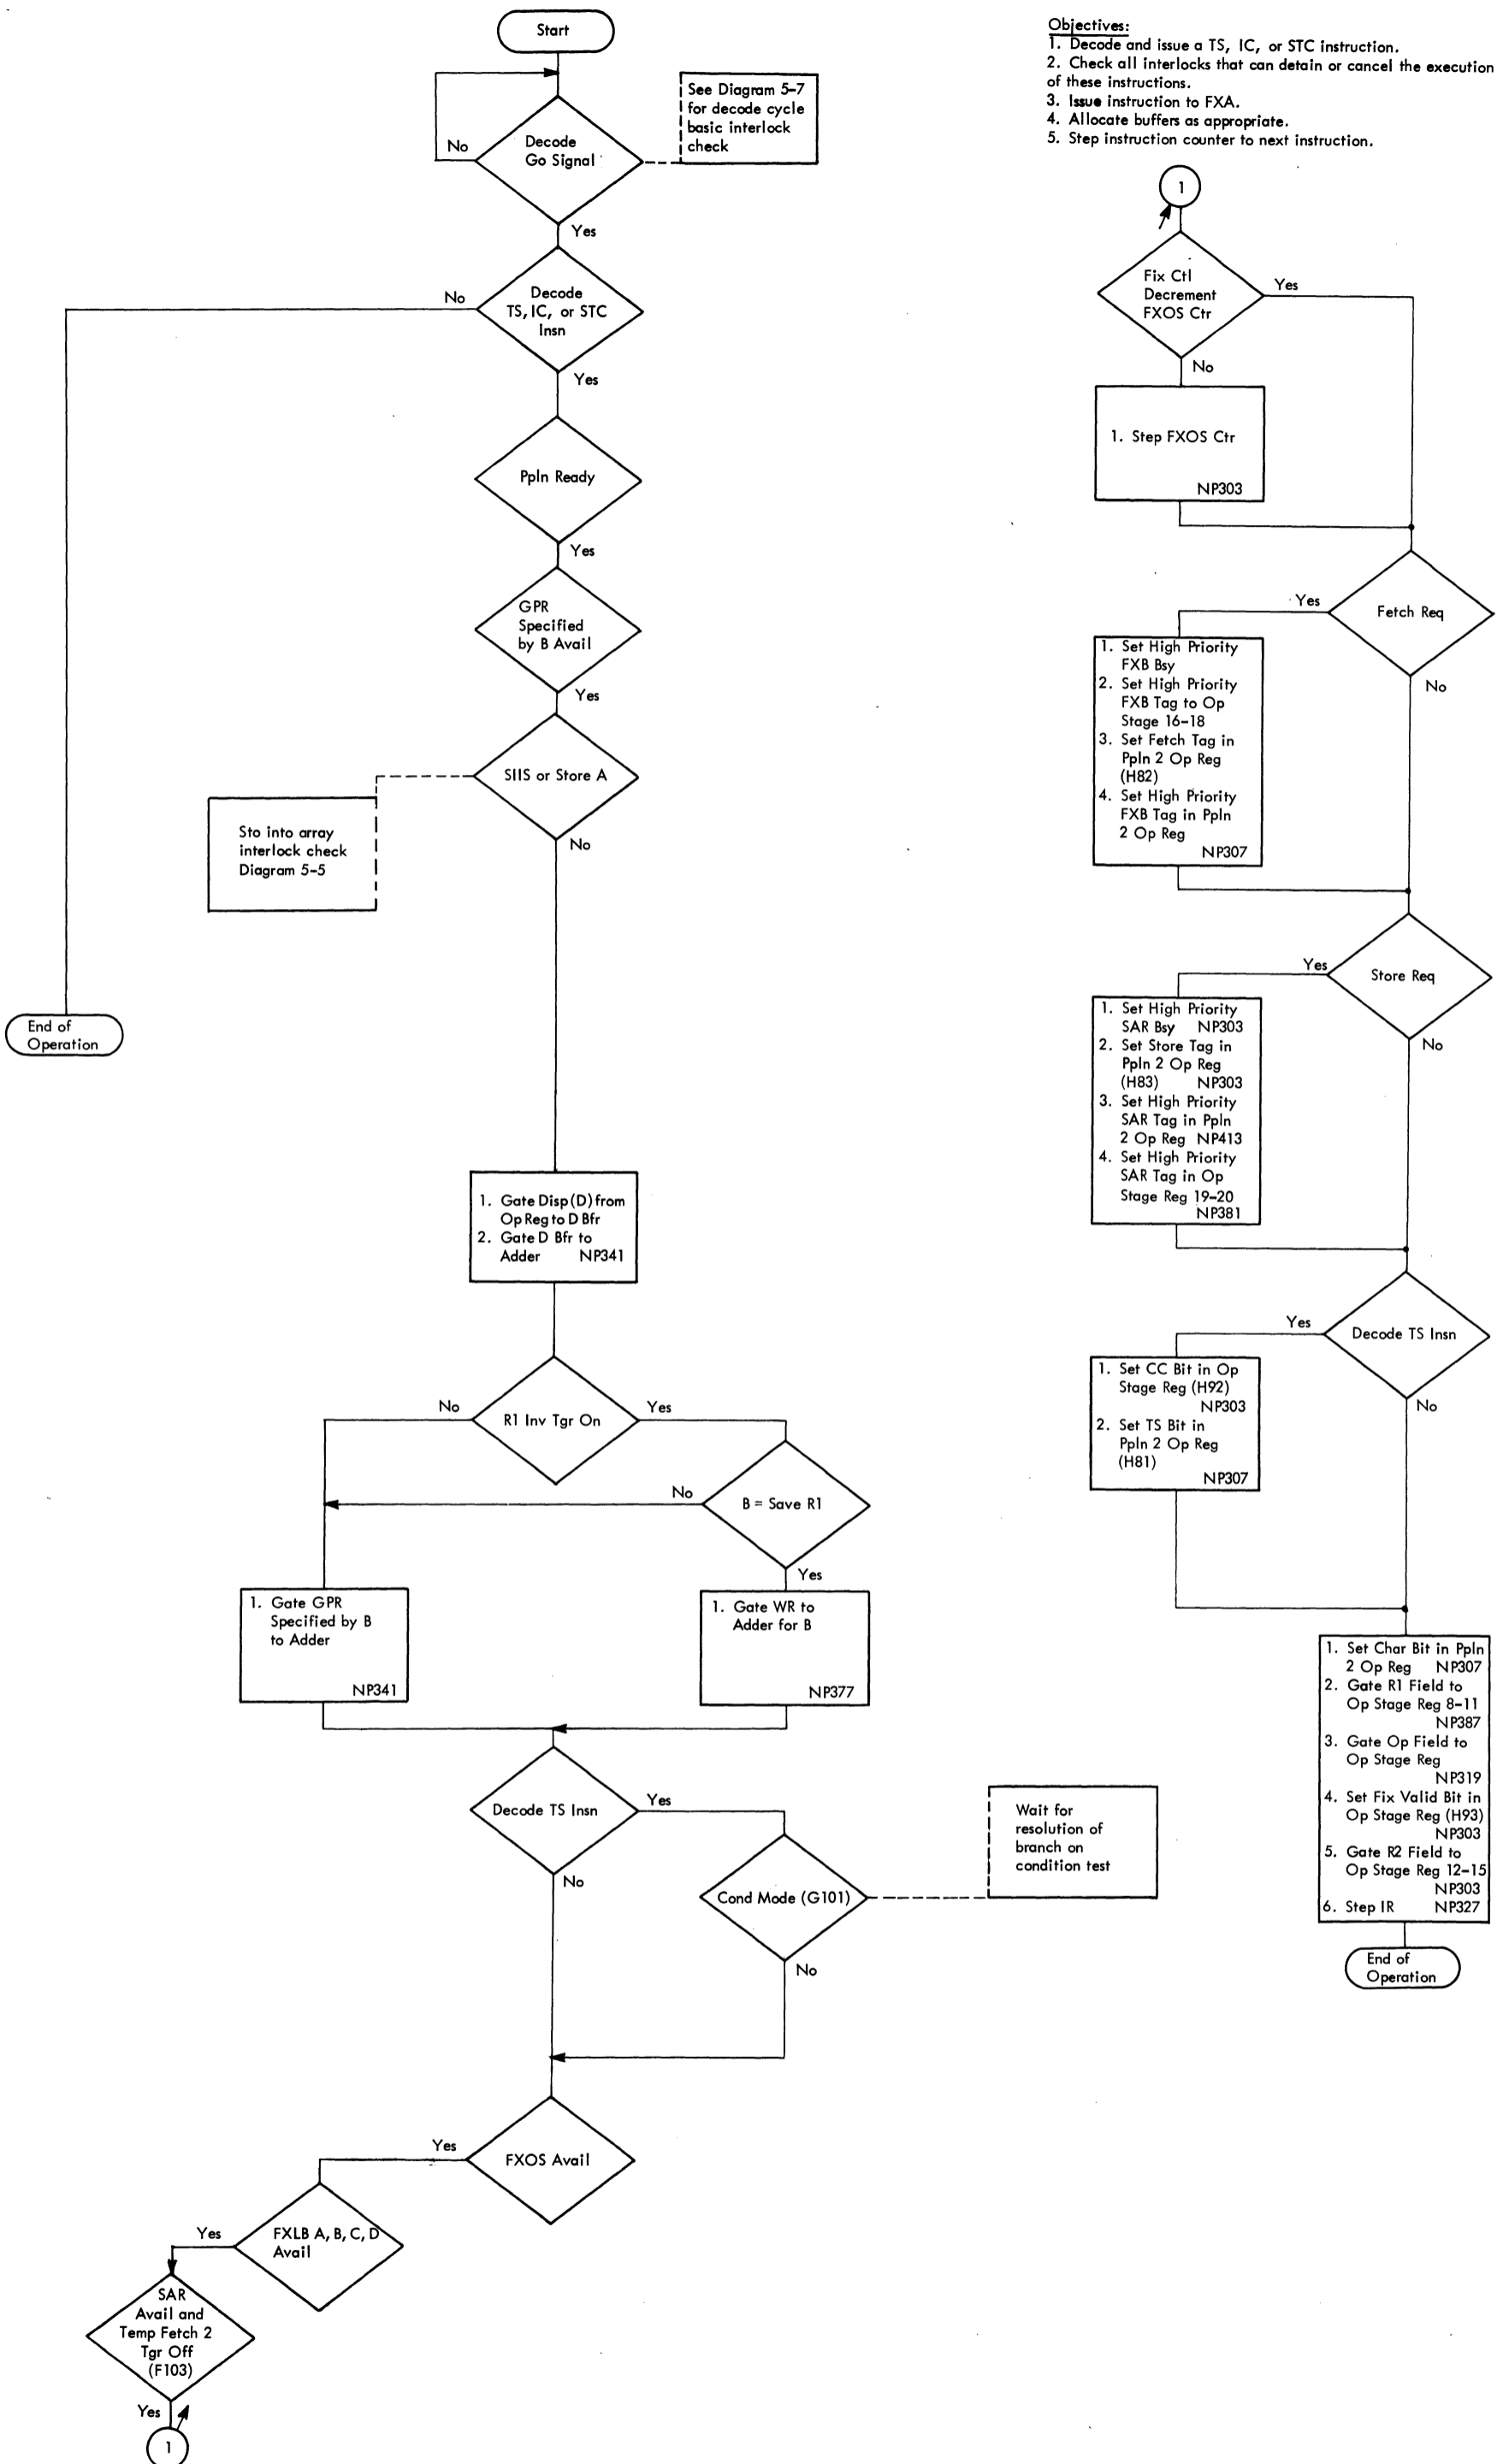 Start
See Diagram 5-7
for decode cycle
basic interlock
check
No
Decode
Go Signal
Yes
No
Decode
TS, IC, or STC
Insn
Yes
Ppln Ready
Yes
GPR
Specified
by B Avail
Yes
SIIS or Store A
Sto into array
interlock check
Diagram 5-5
No
End of
Operation
1. Gate Disp (D) from
Op Reg to D Bfr
2. Gate D Bfr to
Adder NP341
No
R1 Inv Tgr On
Yes
No
B = Save R1
Yes
1. Gate GPR
Specified by B
to Adder
NP341
1. Gate WR to
Adder for B
NP377
Decode TS Insn
Yes
No
Cond Mode (G101)
Wait for
resolution of
branch on
condition test
No
FXOS Avail
Yes
FXLB A, B, C, D
Avail
Yes
SAR
Avail and
Temp Fetch 2
Tgr Off
(F103)
Yes
1
Objectives:
1. Decode and issue a TS, IC, or STC instruction.
2. Check all interlocks that can detain or cancel the execution
of these instructions.
3. Issue instruction to FXA.
4. Allocate buffers as appropriate.
5. Step instruction counter to next instruction.
1
Fix Ctl
Decrement
FXOS Ctr
Yes
No
1. Step FXOS Ctr
NP303
Yes
Fetch Req
No
1. Set High Priority
FXB Bsy
2. Set High Priority
FXB Tag to Op
Stage 16-18
3. Set Fetch Tag in
Ppln 2 Op Reg
(H82)
4. Set High Priority
FXB Tag in Ppln
2 Op Reg
NP307
Yes
Store Req
No
1. Set High Priority
SAR Bsy NP303
2. Set Store Tag in
Ppln 2 Op Reg
(H83) NP303
3. Set High Priority
SAR Tag in Ppln
2 Op Reg NP413
4. Set High Priority
SAR Tag in Op
Stage Reg 19-20
NP381
Yes
Decode TS Insn
No
1. Set CC Bit in Op
Stage Reg (H92)
NP303
2. Set TS Bit in
Ppln 2 Op Reg
(H81)
NP307
1. Set Char Bit in Ppln
2 Op Reg NP307
2. Gate R1 Field to
Op Stage Reg 8-11
NP387
3. Gate Op Field to
Op Stage Reg
NP319
4. Set Fix Valid Bit in
Op Stage Reg (H93)
NP303
5. Gate R2 Field to
Op Stage Reg 12-15
NP303
6. Step IR NP327
End of
Operation